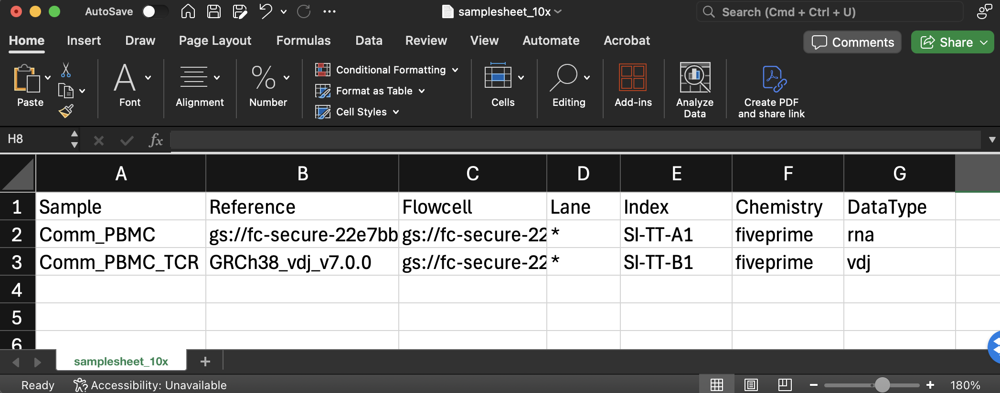 AutoSave samplesheet_10x Search (Cmd + Ctrl + U)
Home Insert Draw Page Layout Formulas Data Review View Automate Acrobat Comments Share
Paste Font Alignment Number Conditional Formatting Format as Table Cell Styles Cells Editing Add-ins Analyze Data Create PDF and share link
H8 fx
A B C D E F G
1 Sample Reference Flowcell Lane Index Chemistry DataType
2 Comm_PBMC gs://fc-secure-22e7bb gs://fc-secure-22 * SI-TT-A1 fiveprime rna
3 Comm_PBMC_TCR GRCh38_vdj_v7.0.0 gs://fc-secure-22 * SI-TT-B1 fiveprime vdj
4
5
6
samplesheet_10x +
Ready Accessibility: Unavailable 180%